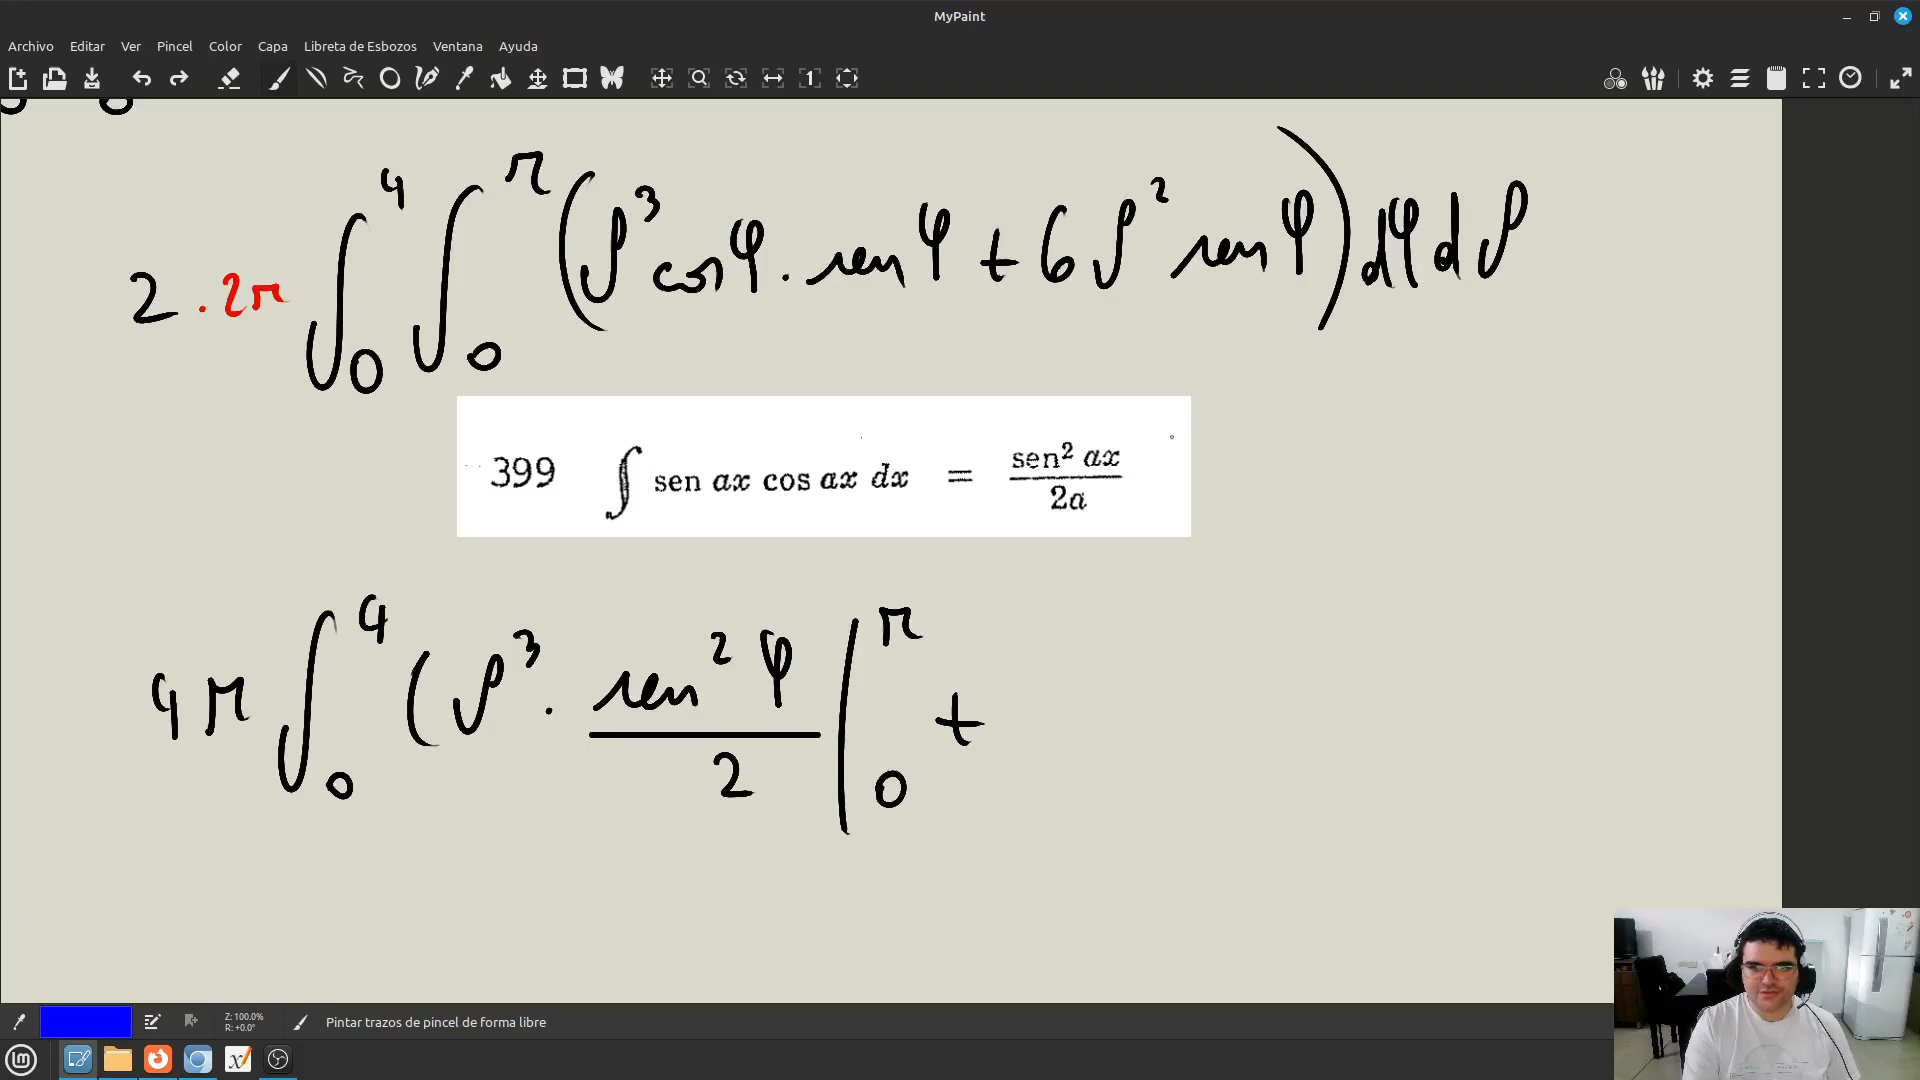 MyPaint
Archivo Editar Ver Pincel Color Capa Libreta de Esbozos Ventana Ayuda
2 . 2π ∫₀⁴ ∫₀^π (ρ³ cos φ . sen φ + 6 ρ² sen φ) dφ dρ
399 ∫ sen ax cos ax dx = sen² ax / 2a
4π ∫₀⁴ (ρ³ . sen² φ / 2 |₀^π +
Z: 100.0%
R: +0.0°
Pintar trazos de pincel de forma libre